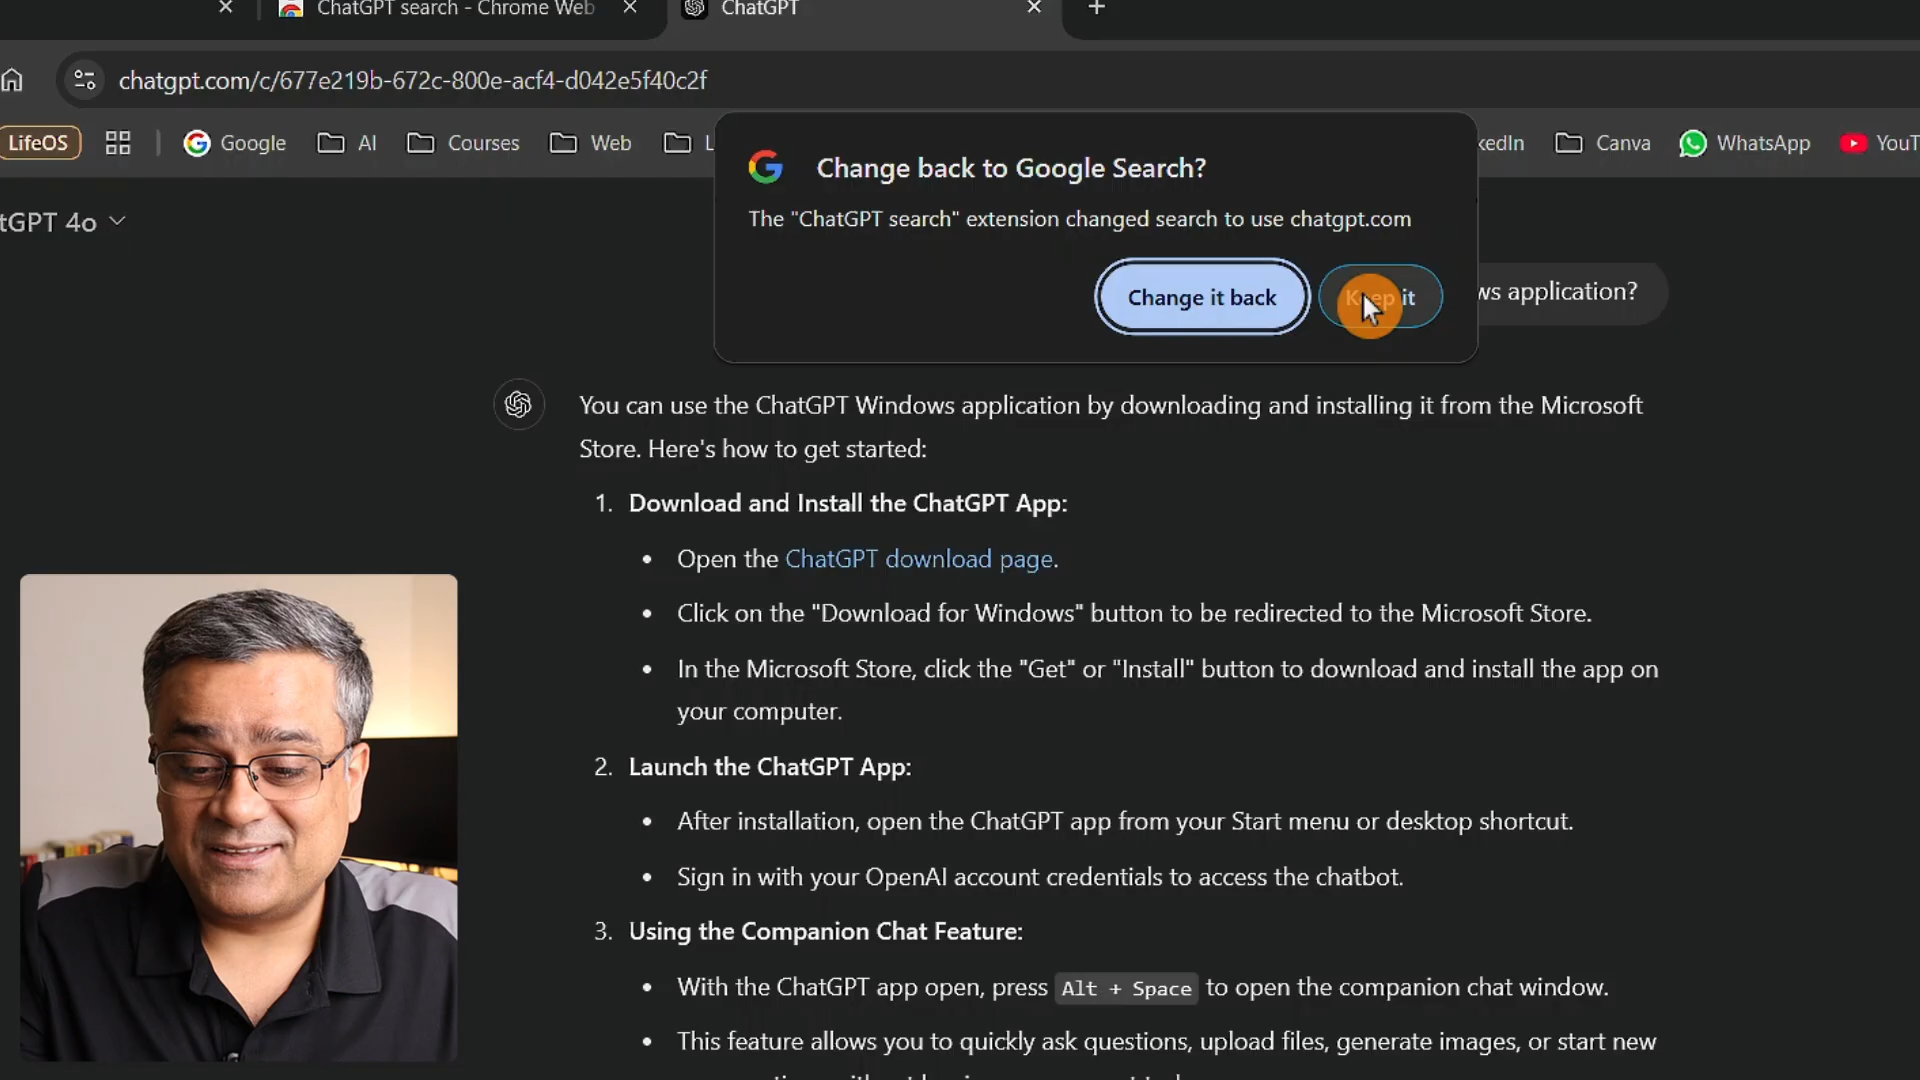 ChatGPT search - Chrome Web
ChatGPT
chatgpt.com/c/677e219b-672c-800e-acf4-d042e5f40c2f
LifeOS Google AI Courses Web L kedIn Canva WhatsApp YouT
Change back to Google Search?
The "ChatGPT search" extension changed search to use chatgpt.com
Change it back
Keep it
tGPT 4o
ws application?
You can use the ChatGPT Windows application by downloading and installing it from the Microsoft
Store. Here's how to get started:
1. Download and Install the ChatGPT App:
• Open the ChatGPT download page.
• Click on the "Download for Windows" button to be redirected to the Microsoft Store.
• In the Microsoft Store, click the "Get" or "Install" button to download and install the app on
your computer.
2. Launch the ChatGPT App:
• After installation, open the ChatGPT app from your Start menu or desktop shortcut.
• Sign in with your OpenAI account credentials to access the chatbot.
3. Using the Companion Chat Feature:
• With the ChatGPT app open, press Alt + Space to open the companion chat window.
• This feature allows you to quickly ask questions, upload files, generate images, or start new